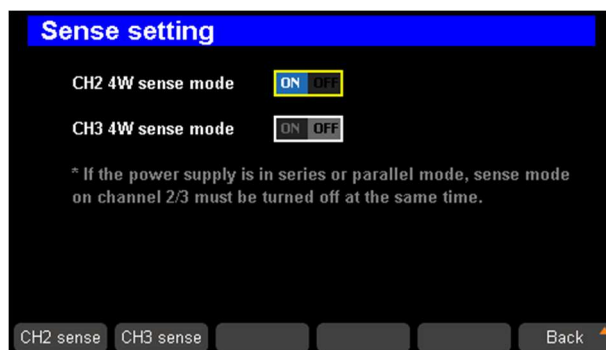 Sense setting
CH2 4W sense mode ON OFF
CH3 4W sense mode ON OFF
* If the power supply is in series or parallel mode, sense mode
on channel 2/3 must be turned off at the same time.
CH2 sense CH3 sense Back